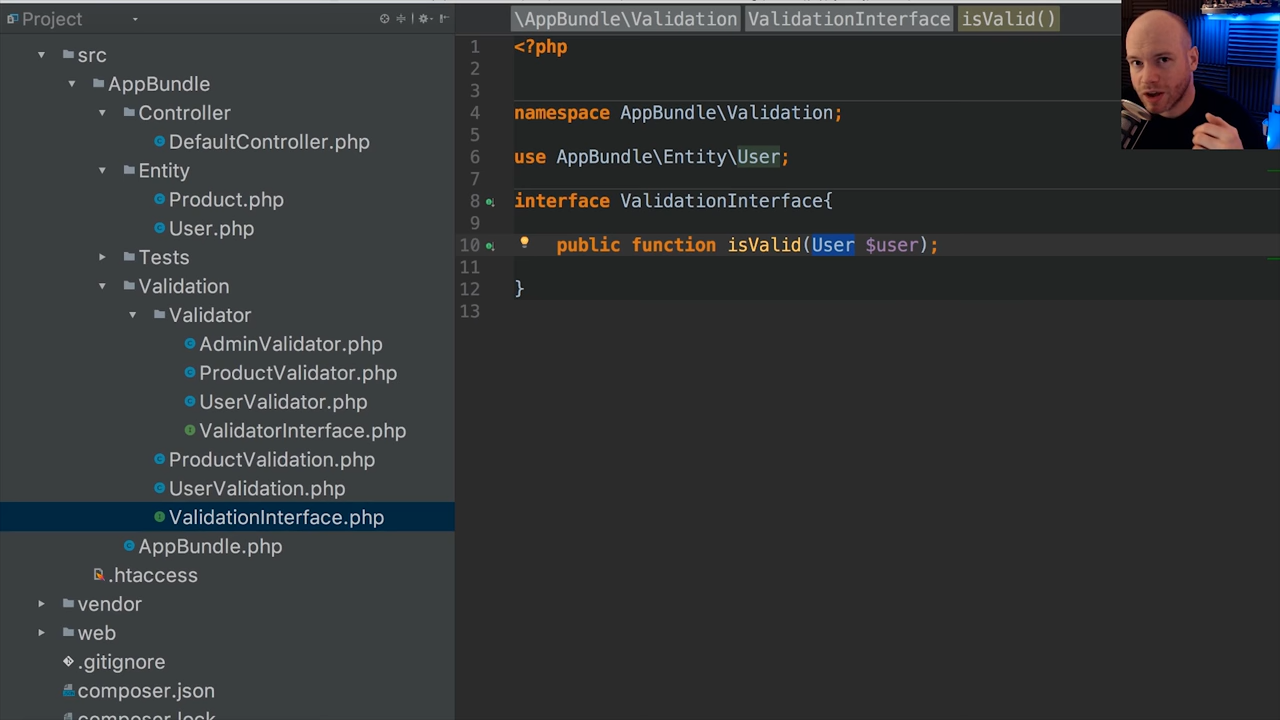 Project
src
AppBundle
Controller
DefaultController.php
Entity
Product.php
User.php
Tests
Validation
Validator
AdminValidator.php
ProductValidator.php
UserValidator.php
ValidatorInterface.php
ProductValidation.php
UserValidation.php
ValidationInterface.php
AppBundle.php
.htaccess
vendor
web
.gitignore
composer.json
composer.lock
\AppBundle\Validation ValidationInterface isValid()
1 <?php
2
3
4 namespace AppBundle\Validation;
5
6 use AppBundle\Entity\User;
7
8 interface ValidationInterface{
9
10 public function isValid(User $user);
11
12 }
13